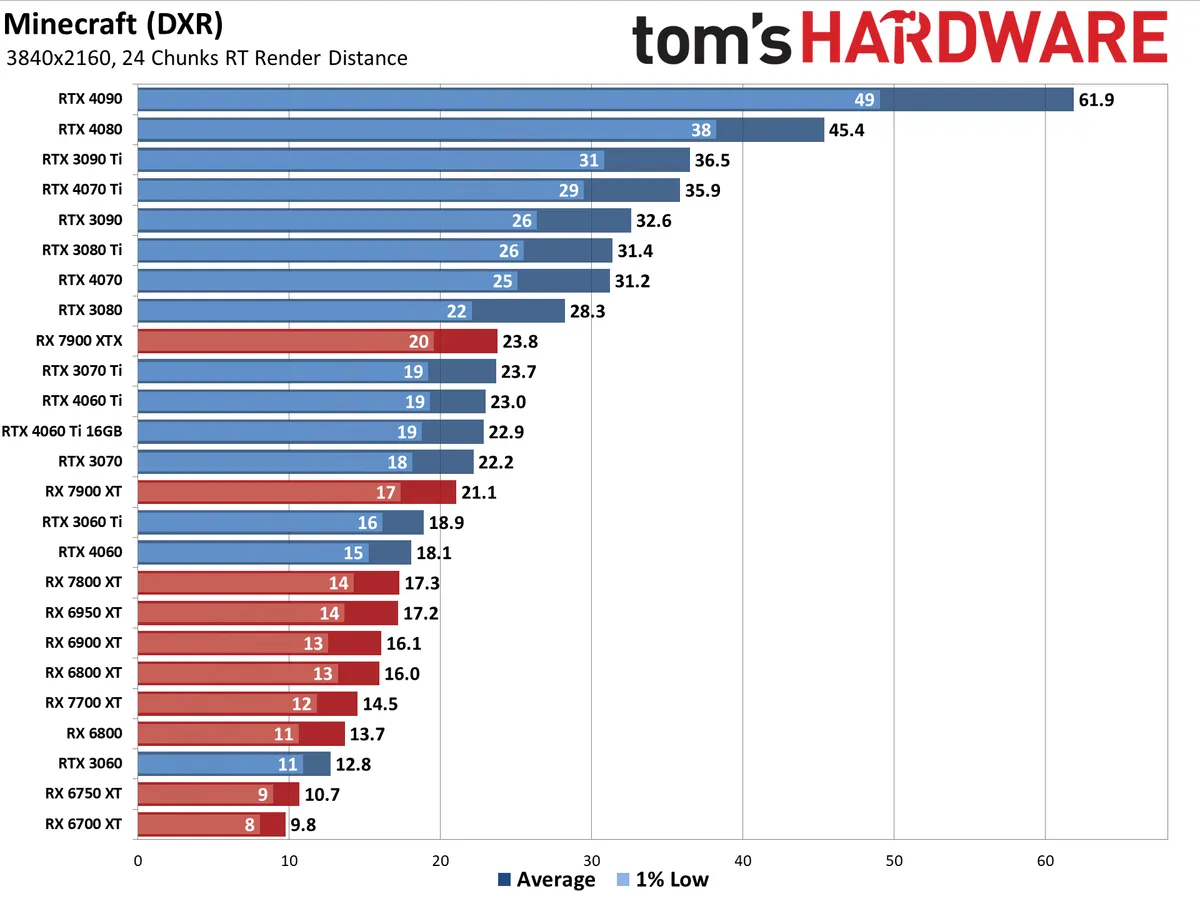 Minecraft (DXR)
3840x2160, 24 Chunks RT Render Distance
tom's HARDWARE
RTX 4090 49 61.9
RTX 4080 38 45.4
RTX 3090 Ti 31 36.5
RTX 4070 Ti 29 35.9
RTX 3090 26 32.6
RTX 3080 Ti 26 31.4
RTX 4070 25 31.2
RTX 3080 22 28.3
RX 7900 XTX 20 23.8
RTX 3070 Ti 19 23.7
RTX 4060 Ti 19 23.0
RTX 4060 Ti 16GB 19 22.9
RTX 3070 18 22.2
RX 7900 XT 17 21.1
RTX 3060 Ti 16 18.9
RTX 4060 15 18.1
RX 7800 XT 14 17.3
RX 6950 XT 14 17.2
RX 6900 XT 13 16.1
RX 6800 XT 13 16.0
RX 7700 XT 12 14.5
RX 6800 11 13.7
RTX 3060 11 12.8
RX 6750 XT 9 10.7
RX 6700 XT 8 9.8
0 10 20 30 40 50 60
Average 1% Low